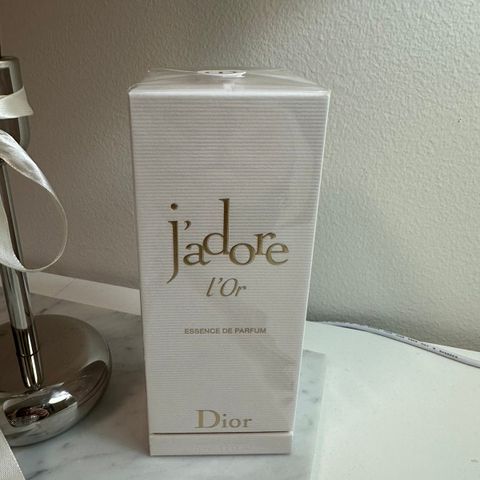 j'adore
l'Or
ESSENCE DE PARFUM
Dior